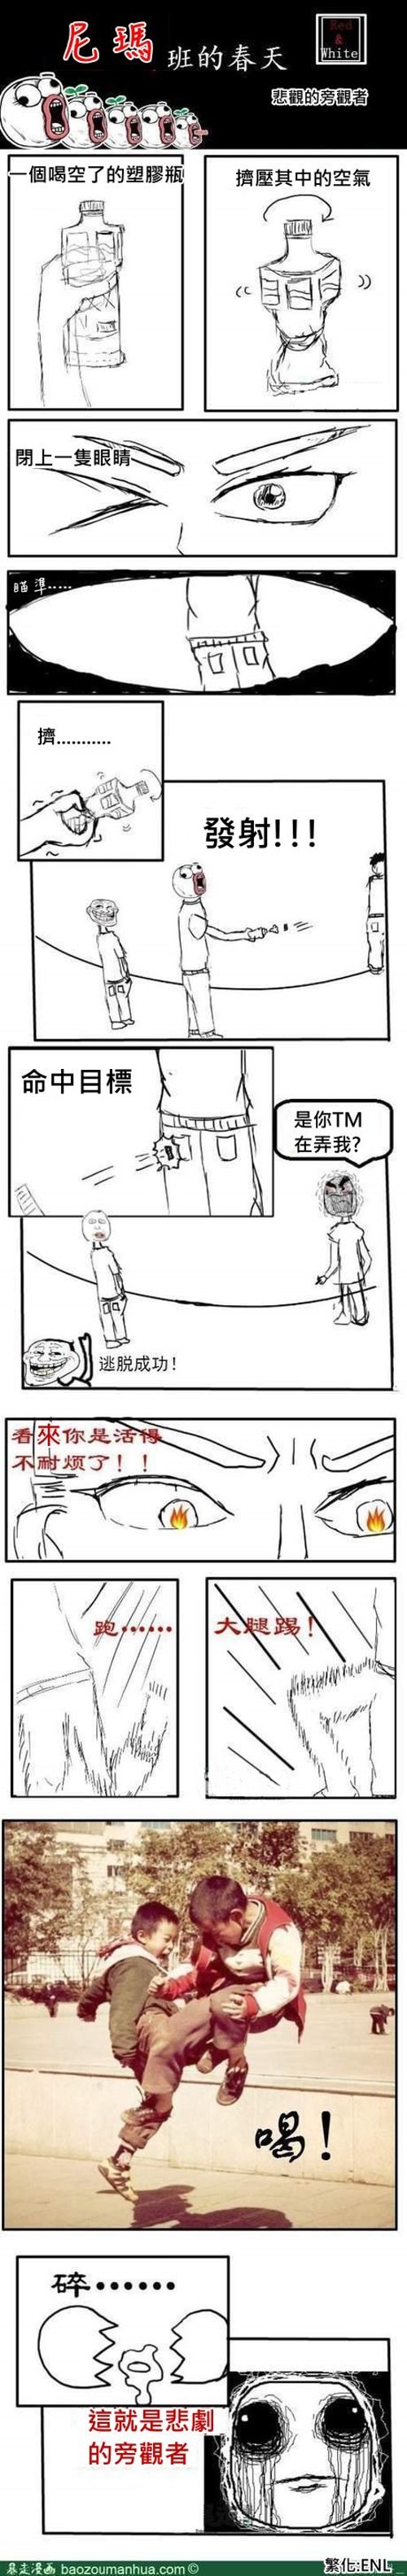 尼瑪班的春天
Red
&
White
悲觀的旁觀者
一個喝空了的塑膠瓶
擠壓其中的空氣
閉上一隻眼睛
瞄準.....
擠...........
發射!!!
命中目標
是你TM
在弄我?
逃脱成功!
看來你是活得
不耐烦了!!
跑……
大腿踢!
喝!
碎……
這就是悲劇
的旁觀者
暴走漫画 baozoumanhua.com ©
繁化:ENL